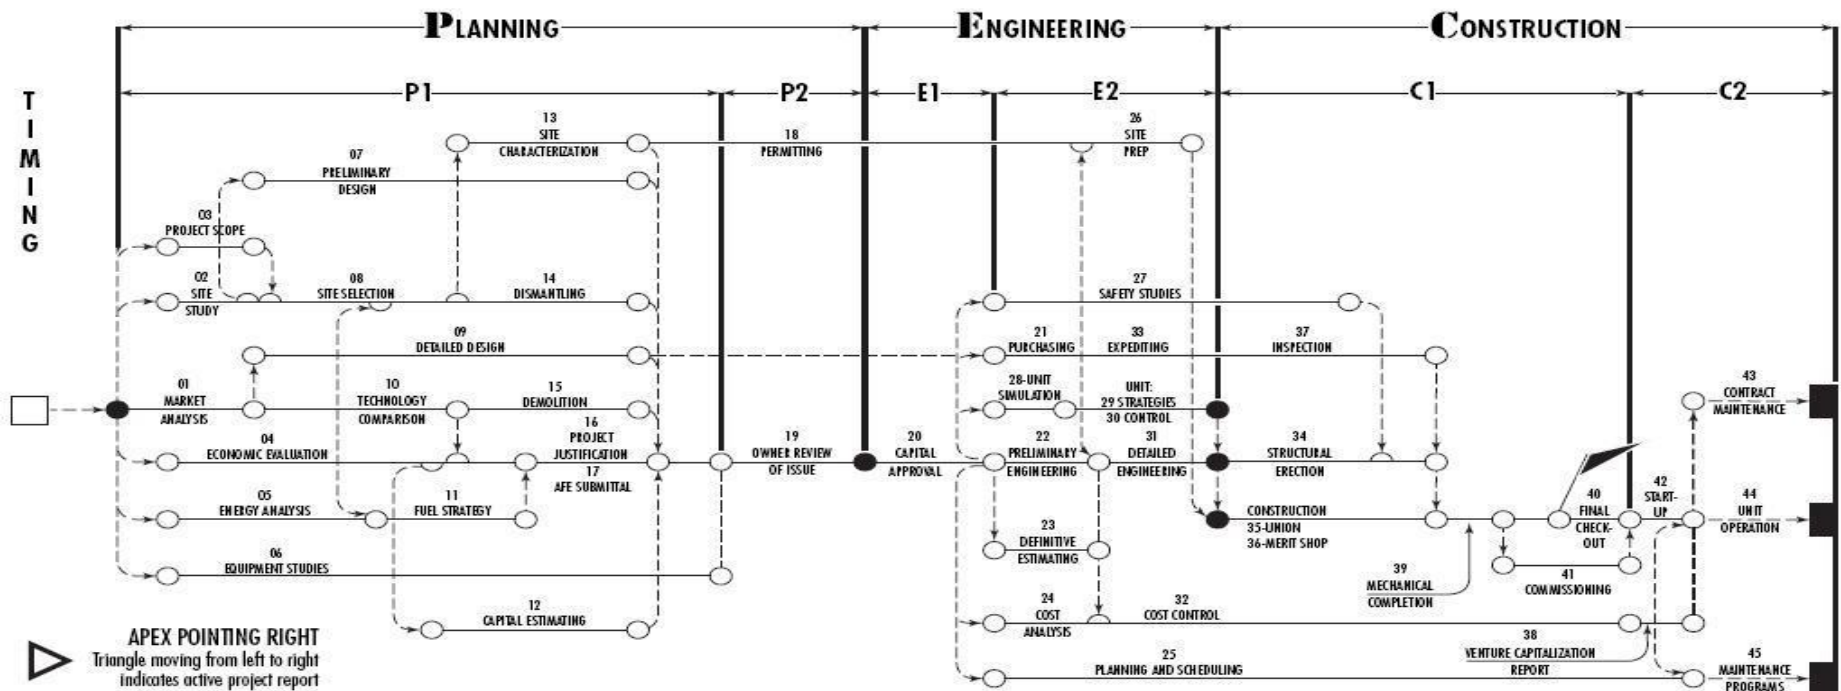 PLANNING
ENGINEERING
CONSTRUCTION
P1
P2
E1
E2
C1
C2
TIMING
13
SITE
CHARACTERIZATION
18
PERMITTING
26
SITE
PREP
07
PRELIMINARY
DESIGN
03
PROJECT SCOPE
02
SITE
STUDY
08
SITE SELECTION
14
DISMANTLING
27
SAFETY STUDIES
09
DETAILED DESIGN
21
PURCHASING
33
EXPEDITING
37
INSPECTION
01
MARKET
ANALYSIS
10
TECHNOLOGY
COMPARISON
15
DEMOLITION
28-UNIT
SIMULATION
UNIT:
29 STRATEGIES
30 CONTROL
43
CONTRACT
MAINTENANCE
04
ECONOMIC EVALUATION
16
PROJECT
JUSTIFICATION
17
AFE SUBMITTAL
19
OWNER REVIEW
OF ISSUE
20
CAPITAL
APPROVAL
22
PRELIMINARY
ENGINEERING
31
DETAILED
ENGINEERING
34
STRUCTURAL
ERECTION
05
ENERGY ANALYSIS
11
FUEL STRATEGY
CONSTRUCTION
35-UNION
36-MERIT SHOP
40
FINAL
CHECK-
OUT
42
START-
UP
44
UNIT
OPERATION
06
EQUIPMENT STUDIES
23
DEFINITIVE
ESTIMATING
39
MECHANICAL
COMPLETION
41
COMMISSIONING
12
CAPITAL ESTIMATING
24
COST
ANALYSIS
32
COST CONTROL
38
VENTURE CAPITALIZATION
REPORT
25
PLANNING AND SCHEDULING
45
MAINTENANCE
PROGRAMS
APEX POINTING RIGHT
Triangle moving from left to right
indicates active project report